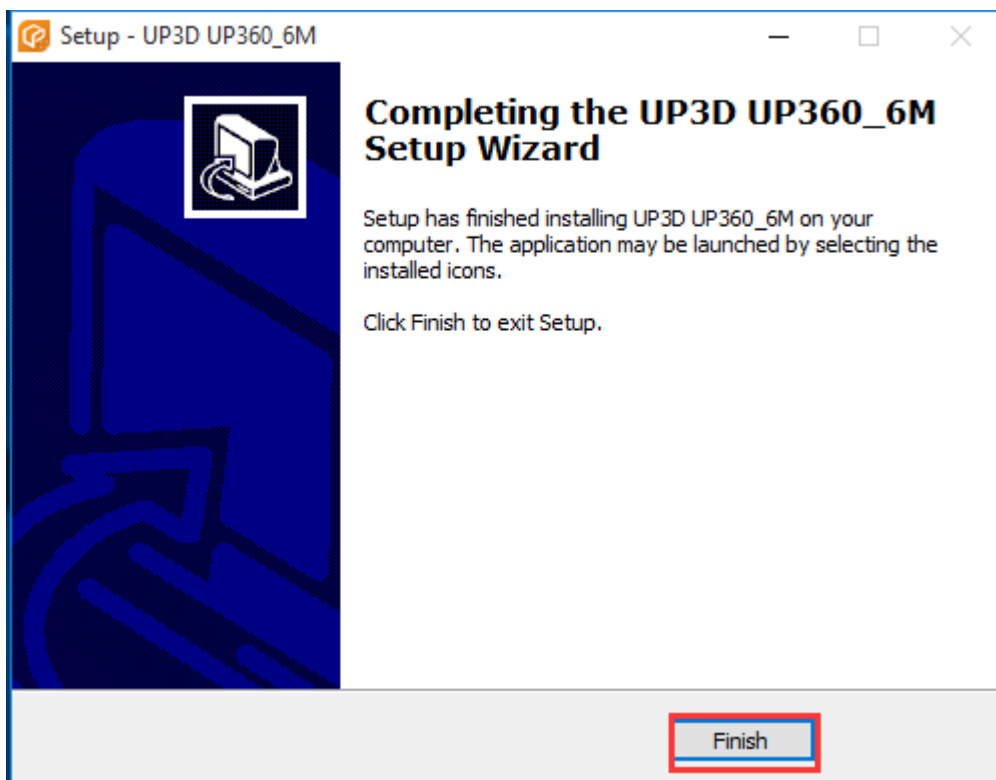 Setup - UP3D UP360_6M
Completing the UP3D UP360_6M
Setup Wizard
Setup has finished installing UP3D UP360_6M on your
computer. The application may be launched by selecting the
installed icons.
Click Finish to exit Setup.
Finish